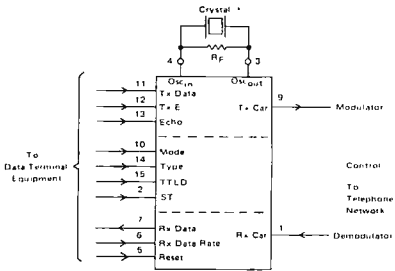 Crystal *
RF
4
3
Oscin
Oscout
11
Tx Data
12
Tx E
13
Echo
9
Tx Car
Modulator
To
Data Terminal
Equipment
10
Mode
14
Type
15
TTLD
2
ST
Control
To
Telephone
Network
7
Rx Data
6
Rx Data Rate
5
Reset
1
Rx Car
Demodulator